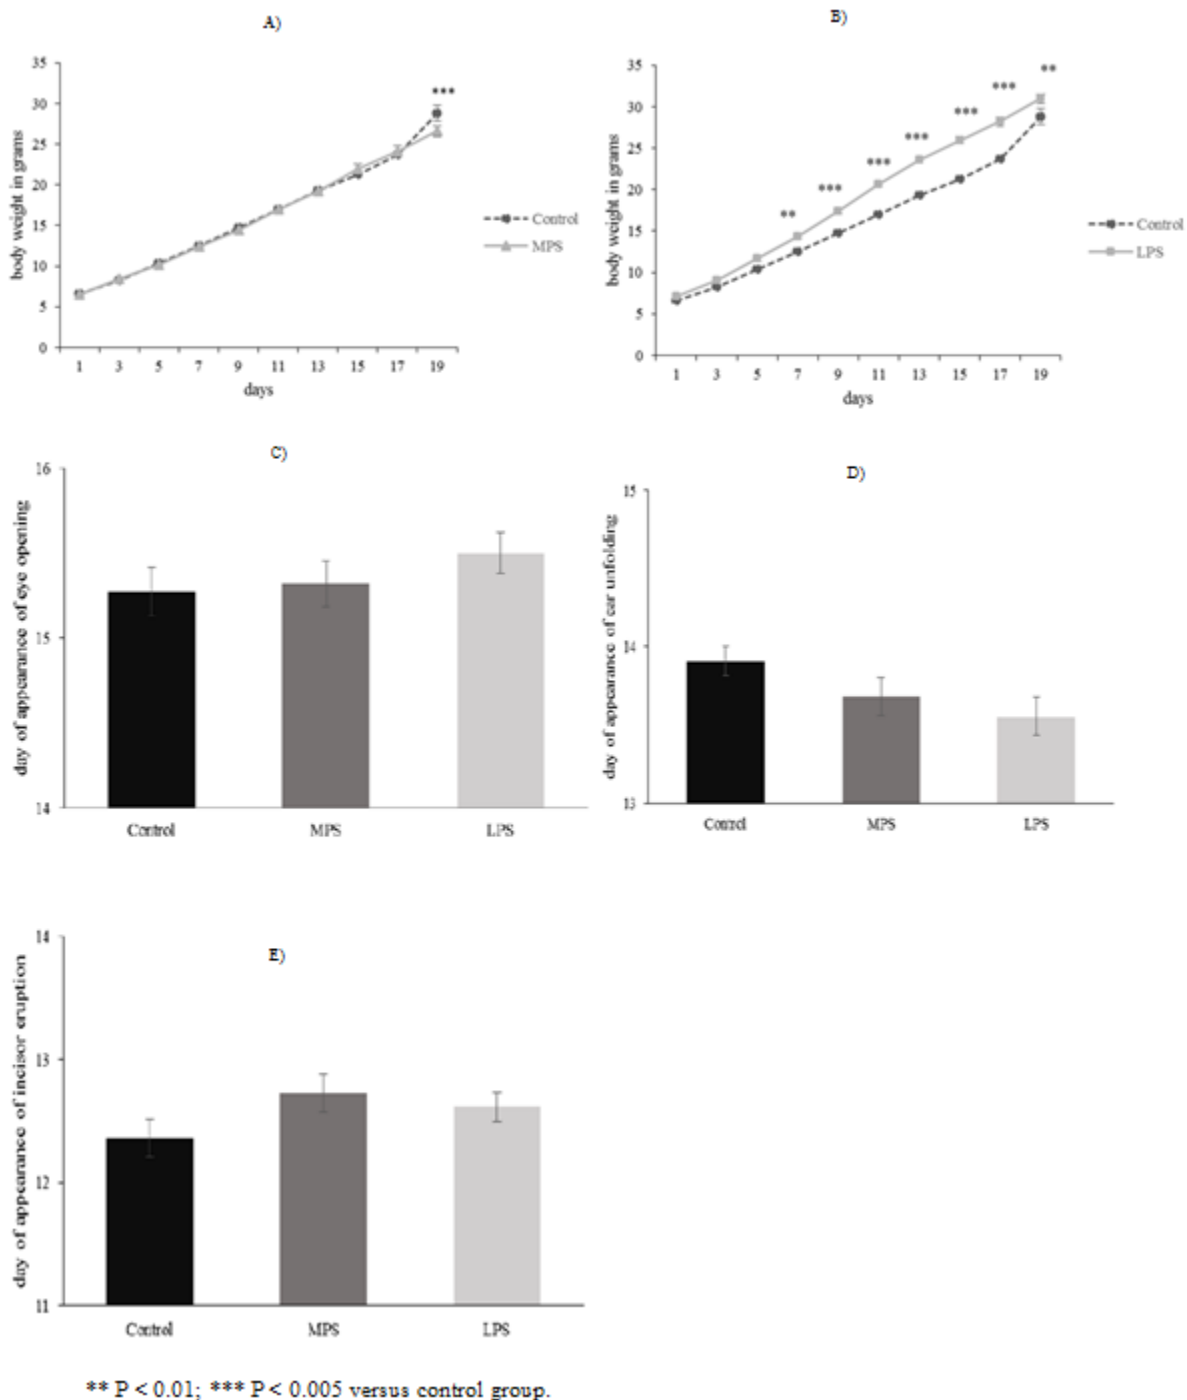 A)
35
30
25
20
15
10
5
0
body weight in grams
***
1 3 5 7 9 11 13 15 17 19
days
Control
MPS
B)
35
30
25
20
15
10
5
0
body weight in grams
** *** *** *** *** *** **
1 3 5 7 9 11 13 15 17 19
days
Control
LPS
C)
16
15
14
day of appearance of eye opening
Control MPS LPS
D)
15
14
13
day of appearance of ear unfolding
Control MPS LPS
E)
14
13
12
11
day of appearance of incisor eruption
Control MPS LPS
** P < 0.01; *** P < 0.005 versus control group.